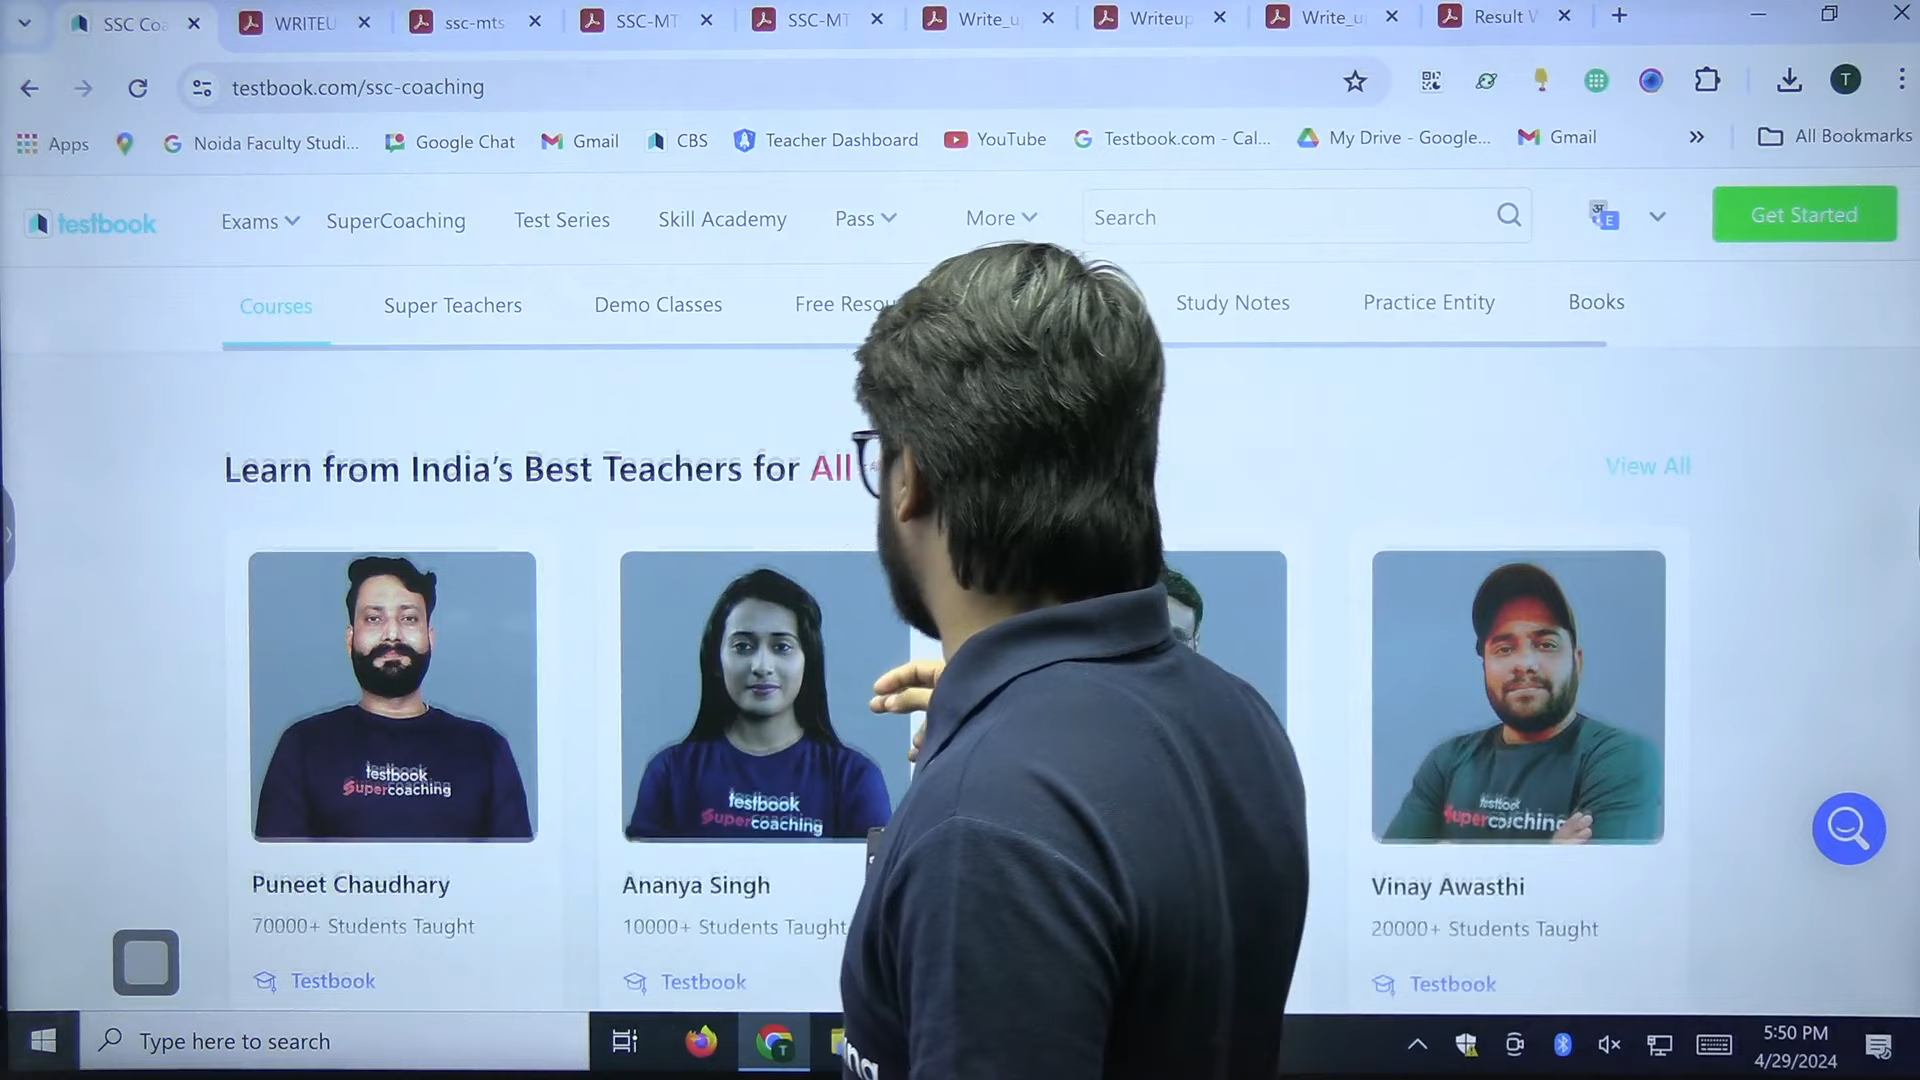 SSC Coa
WRITEU
ssc-mts
SSC-MT
SSC-MT
Write_u
Writeup
Write_u
Result W
testbook.com/ssc-coaching
T
Apps
Noida Faculty Studi...
Google Chat
Gmail
CBS
Teacher Dashboard
YouTube
Testbook.com - Cal...
My Drive - Google...
Gmail
All Bookmarks
testbook
Exams
SuperCoaching
Test Series
Skill Academy
Pass
More
Search
अ E
Get Started
Courses
Super Teachers
Demo Classes
Free Resou
Study Notes
Practice Entity
Books
Learn from India's Best Teachers for All
View All
testbook
Supercoaching
testbook
Supercoaching
testbook
Supercoaching
Puneet Chaudhary
Ananya Singh
Vinay Awasthi
70000+ Students Taught
10000+ Students Taught
20000+ Students Taught
Testbook
Testbook
Testbook
Type here to search
T
5:50 PM
4/29/2024